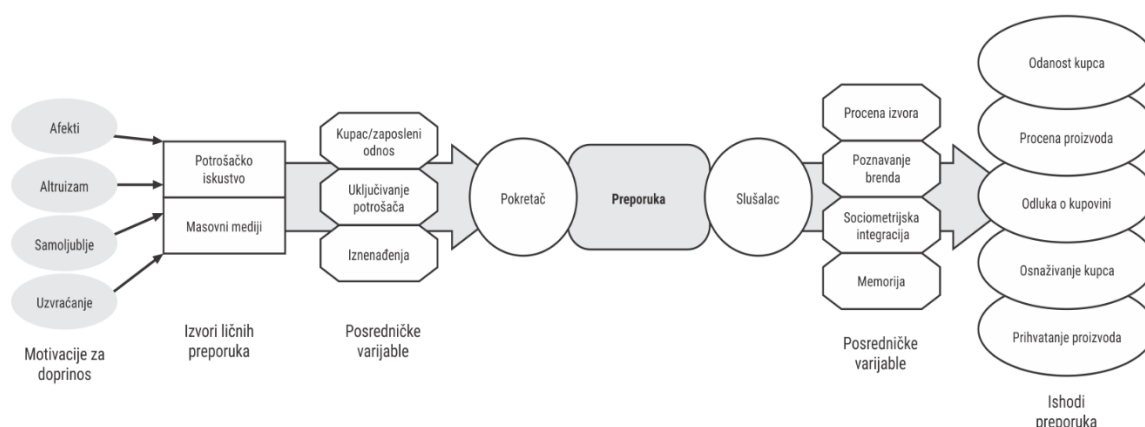 Afekti
Altruizam
Samoljublje
Uzvraćanje
Motivacije za
doprinos
Potrošačko
iskustvo
Masovni mediji
Izvori ličnih
preporuka
Kupac/zaposleni
odnos
Uključivanje
potrošača
Iznenađenja
Posredničke
varijable
Pokretač
Preporuka
Slušalac
Procena izvora
Poznavanje
brenda
Sociometrijska
integracija
Memorija
Posredničke
varijable
Odanost kupca
Procena proizvoda
Odluka o kupovini
Osnaživanje kupca
Prihvatanje proizvoda
Ishodi
preporuka